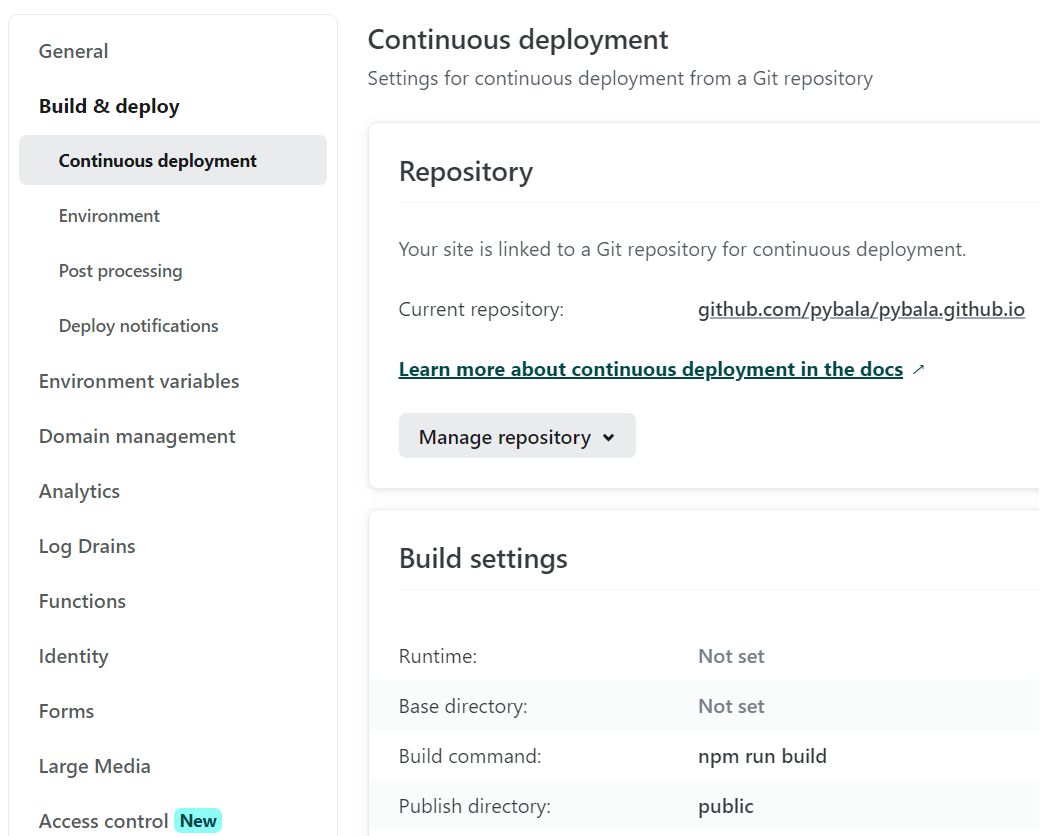 General
Build & deploy
Continuous deployment
Environment
Post processing
Deploy notifications
Environment variables
Domain management
Analytics
Log Drains
Functions
Identity
Forms
Large Media
Access control New
Continuous deployment
Settings for continuous deployment from a Git repository
Repository
Your site is linked to a Git repository for continuous deployment.
Current repository: github.com/pybala/pybala.github.io
Learn more about continuous deployment in the docs ↗
Manage repository
Build settings
Runtime: Not set
Base directory: Not set
Build command: npm run build
Publish directory: public